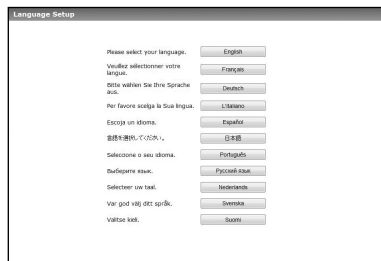 Language Setup
Please select your language. English
Veuillez sélectionner votre
langue. Français
Bitte wählen Sie Ihre Sprache
aus. Deutsch
Per favore scelga la Sua lingua. L'Italiano
Escoja un idioma. Español
言語を選択してください。 日本語
Seleccione o seu idioma. Português
Выберите язык. Русский язык
Selecteer uw taal. Nederlands
Var god välj ditt språk. Svenska
Valitse kieli. Suomi